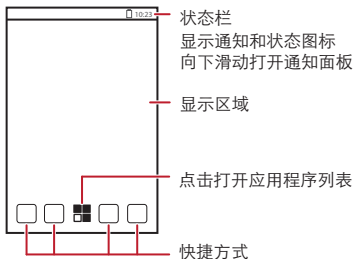 10:23
状态栏
显示通知和状态图标
向下滑动打开通知面板
显示区域
点击打开应用程序列表
快捷方式